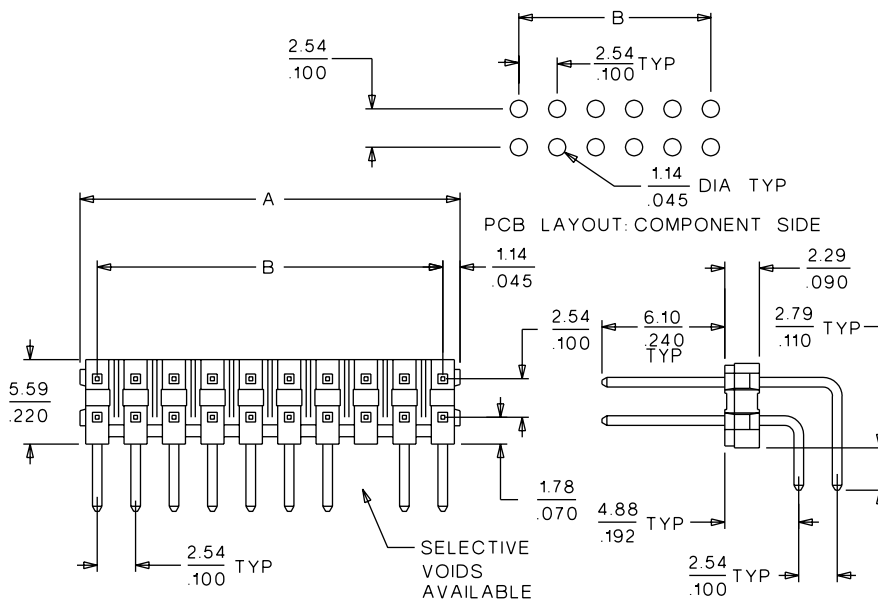 B
2.54
.100
2.54
.100 TYP
1.14
.045 DIA TYP
PCB LAYOUT: COMPONENT SIDE
A
B
1.14
.045
2.29
.090
2.54
.100
6.10
.240
TYP
2.79
.110 TYP
5.59
.220
1.78
.070
4.88
.192 TYP
2.54
.100 TYP
SELECTIVE
VOIDS
AVAILABLE
2.54
.100 TYP